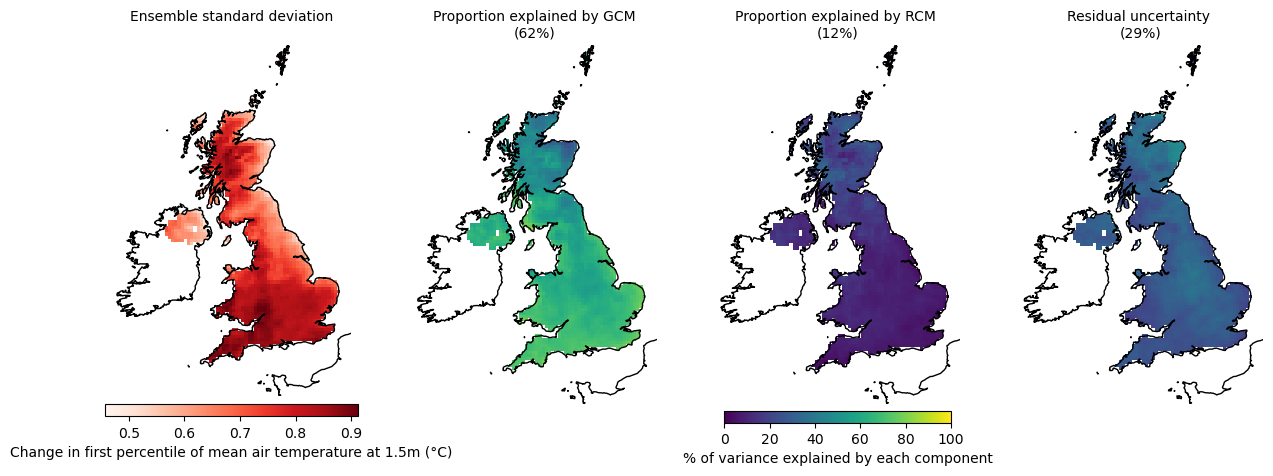 Ensemble standard deviation
Proportion explained by GCM
(62%)
Proportion explained by RCM
(12%)
Residual uncertainty
(29%)
0.5 0.6 0.7 0.8 0.9
Change in first percentile of mean air temperature at 1.5m (°C)
0 20 40 60 80 100
% of variance explained by each component